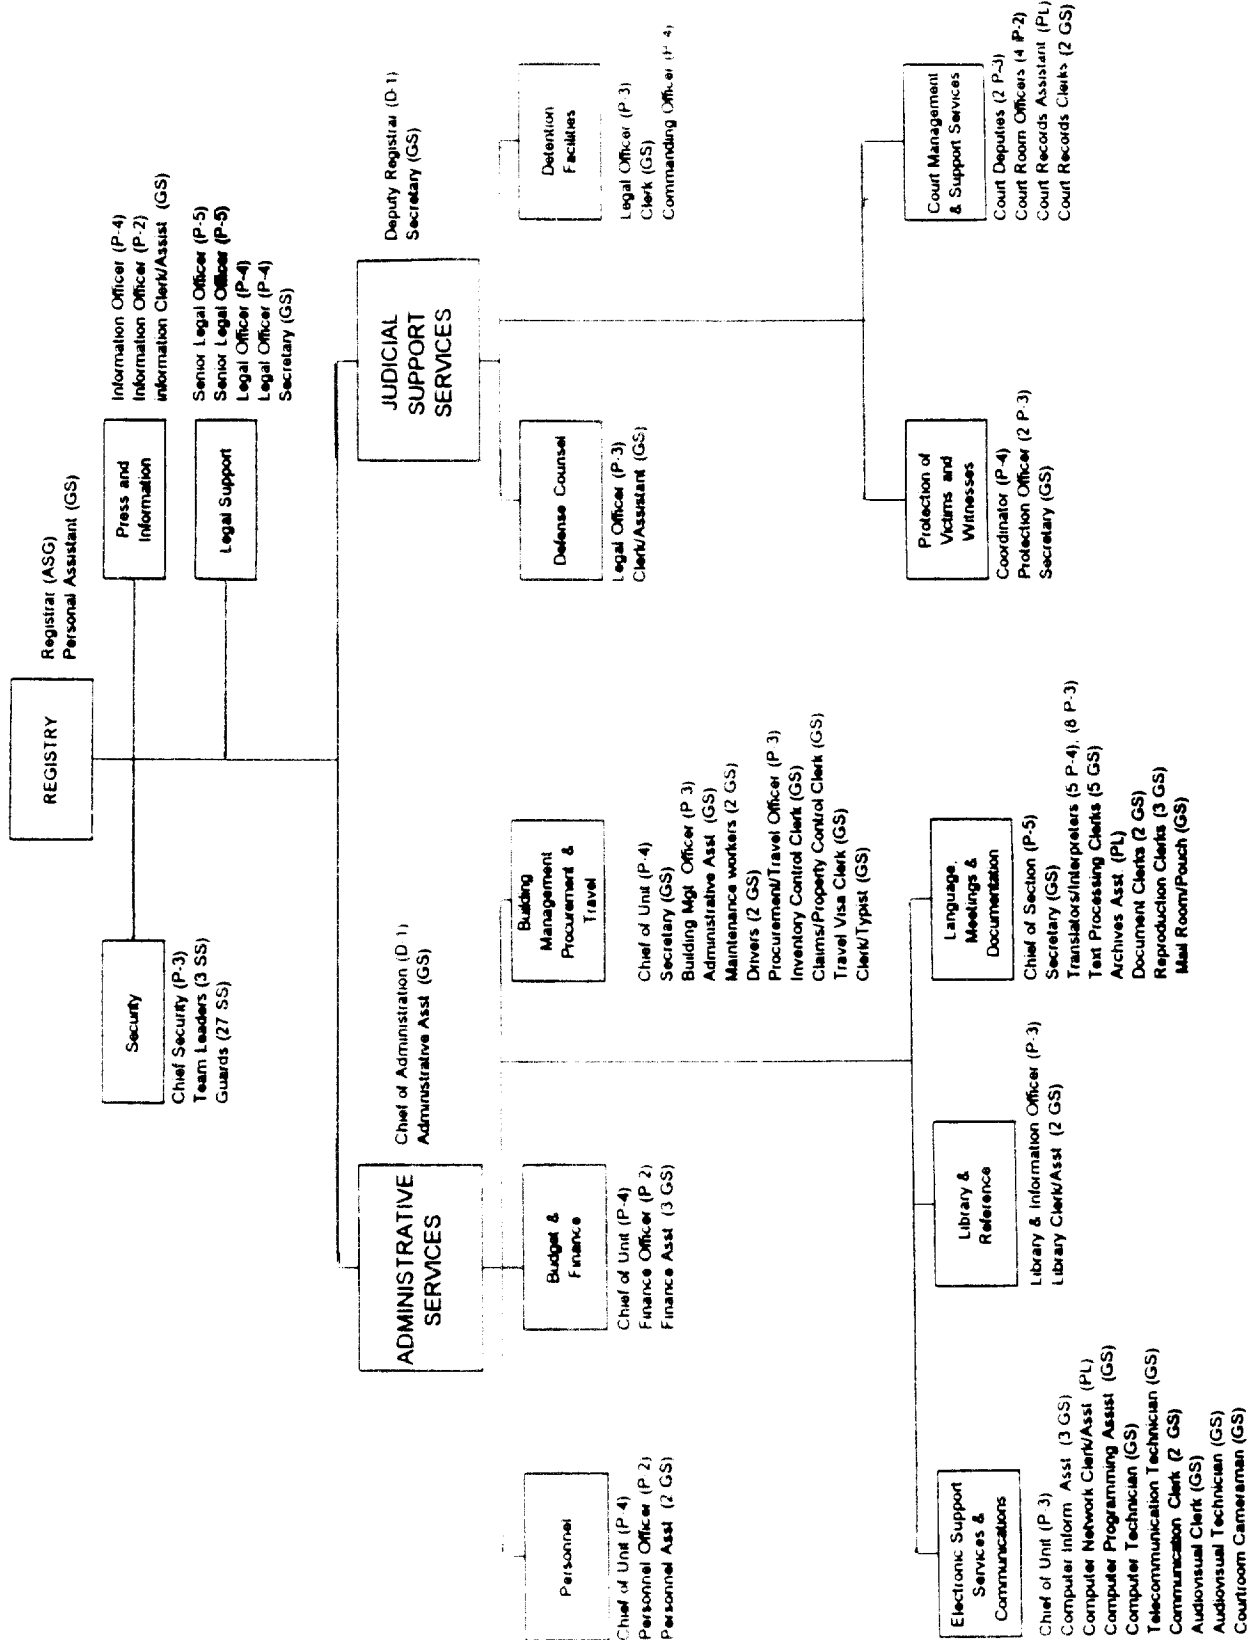 REGISTRY
Registrar (ASG)
Personal Assistant (GS)
Security
Chief Security (P-3)
Team Leaders (3 SS)
Guards (27 SS)
Press and
Information
Information Officer (P-4)
Information Officer (P-2)
Information Clerk/Assist (GS)
Legal Support
Senior Legal Officer (P-5)
Senior Legal Officer (P-5)
Legal Officer (P-4)
Legal Officer (P-4)
Secretary (GS)
ADMINISTRATIVE
SERVICES
Chief of Administration (D-1)
Administrative Asst (GS)
JUDICIAL
SUPPORT
SERVICES
Deputy Registrar (D-1)
Secretary (GS)
Personnel
Chief of Unit (P-4)
Personnel Officer (P-2)
Personnel Asst (2 GS)
Budget &
Finance
Chief of Unit (P-4)
Finance Officer (P-2)
Finance Asst (3 GS)
Building
Management
Procurement &
Travel
Chief of Unit (P-4)
Secretary (GS)
Building Mgt Officer (P-3)
Administrative Asst (GS)
Maintenance workers (2 GS)
Drivers (2 GS)
Procurement/Travel Officer (P-3)
Inventory Control Clerk (GS)
Claims/Property Control Clerk (GS)
Travel Visa Clerk (GS)
Clerk/Typist (GS)
Defense Counsel
Legal Officer (P-3)
Clerk/Assistant (GS)
Detention
Facilities
Legal Officer (P-3)
Clerk (GS)
Commanding Officer (P-4)
Electronic Support
Services &
Communications
Chief of Unit (P-3)
Computer Inform Asst (3 GS)
Computer Network Clerk/Asst (PL)
Computer Programming Assist (GS)
Computer Technician (GS)
Telecommunication Technician (GS)
Communication Clerk (2 GS)
Audiovisual Clerk (GS)
Audiovisual Technician (GS)
Courtroom Cameraman (GS)
Library &
Reference
Library & Information Officer (P-3)
Library Clerk/Asst (2 GS)
Language,
Meetings &
Documentation
Chief of Section (P-5)
Secretary (GS)
Translators/Interpreters (5 P-4), (8 P-3)
Text Processing Clerks (5 GS)
Archives Asst (PL)
Document Clerks (2 GS)
Reproduction Clerks (3 GS)
Mail Room/Pouch (GS)
Protection of
Victims and
Witnesses
Coordinator (P-4)
Protection Officer (2 P-3)
Secretary (GS)
Court Management
& Support Services
Court Deputies (2 P-3)
Court Room Officers (4 P-2)
Court Records Assistant (PL)
Court Records Clerks (2 GS)